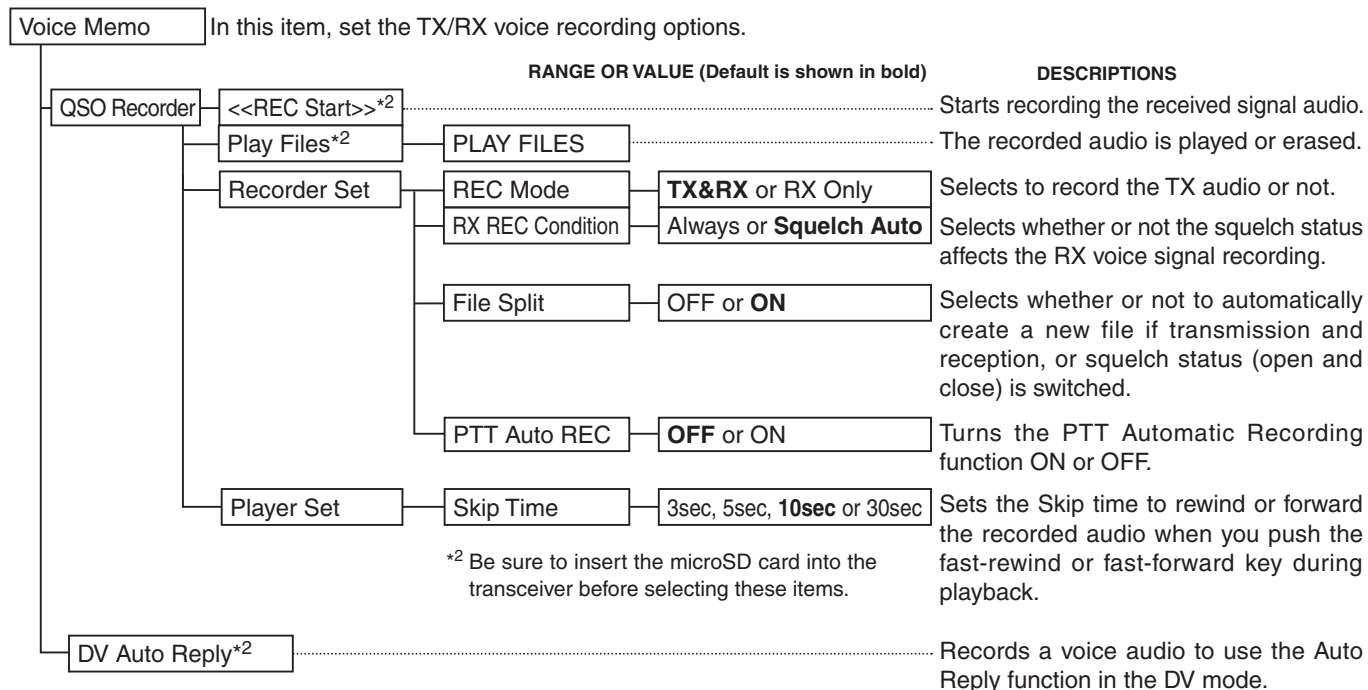 Voice Memo In this item, set the TX/RX voice recording options.
RANGE OR VALUE (Default is shown in bold) DESCRIPTIONS
QSO Recorder <<REC Start>>*2 Starts recording the received signal audio.
Play Files*2 PLAY FILES The recorded audio is played or erased.
Recorder Set REC Mode TX&RX or RX Only Selects to record the TX audio or not.
RX REC Condition Always or Squelch Auto Selects whether or not the squelch status
affects the RX voice signal recording.
File Split OFF or ON Selects whether or not to automatically
create a new file if transmission and
reception, or squelch status (open and
close) is switched.
PTT Auto REC OFF or ON Turns the PTT Automatic Recording
function ON or OFF.
Player Set Skip Time 3sec, 5sec, 10sec or 30sec Sets the Skip time to rewind or forward
the recorded audio when you push the
fast-rewind or fast-forward key during
playback.
*2 Be sure to insert the microSD card into the
transceiver before selecting these items.
DV Auto Reply*2 Records a voice audio to use the Auto
Reply function in the DV mode.